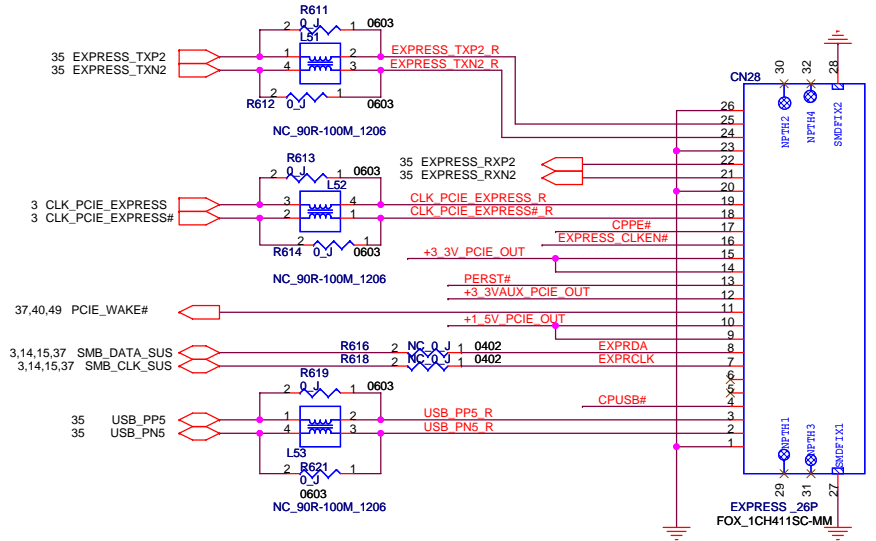 R611
2 0_J 1 0603
L51
35 EXPRESS_TXP2 1 2 EXPRESS_TXP2_R
35 EXPRESS_TXN2 4 3 EXPRESS_TXN2_R
2 1
R612 0_J 0603
NC_90R-100M_1206
R613
2 0_J 1 0603
L52
3 CLK_PCIE_EXPRESS 3 4 CLK_PCIE_EXPRESS_R
3 CLK_PCIE_EXPRESS# 2 1 CLK_PCIE_EXPRESS#_R
2 1
R614 0_J 0603
NC_90R-100M_1206
35 EXPRESS_RXP2
35 EXPRESS_RXN2
CPPE#
EXPRESS_CLKEN#
+3_3V_PCIE_OUT
PERST#
+3_3VAUX_PCIE_OUT
37,40,49 PCIE_WAKE#
+1_5V_PCIE_OUT
3,14,15,37 SMB_DATA_SUS R616 2 NC_0_J 1 0402 EXPRDA
3,14,15,37 SMB_CLK_SUS R618 2 NC_0_J 1 0402 EXPRCLK
R619
2 0_J 1 0603
CPUSB#
35 USB_PP5 1 2 USB_PP5_R
35 USB_PN5 4 3 USB_PN5_R
L53
R621
2 0_J 1
0603
NC_90R-100M_1206
CN28
30 32 28
NPTH2 NPTH4 SMDFIX2
26
25
24
23
22
21
20
19
18
17
16
15
14
13
12
11
10
9
8
7
6
5
4
3
2
1
NPTH1 NPTH3 SMDFIX1
29 31 27
EXPRESS_26P
FOX_1CH411SC-MM